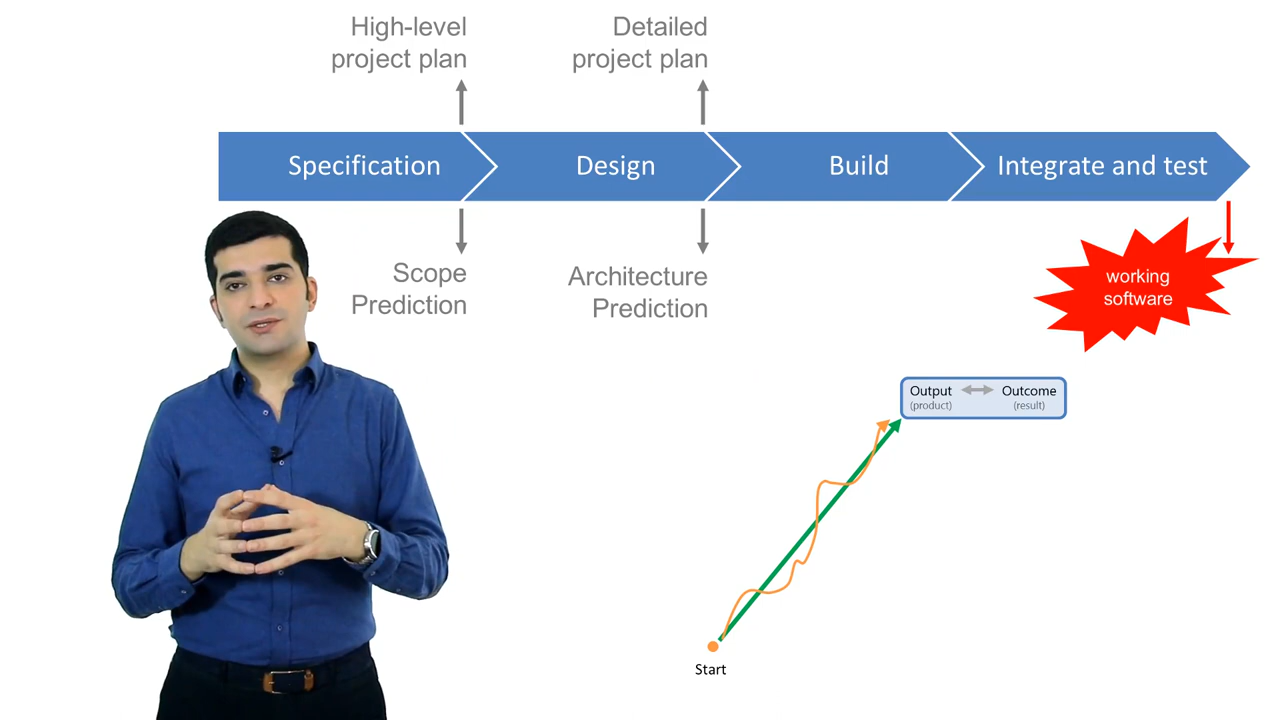 High-level
project plan
Detailed
project plan
Specification
Design
Build
Integrate and test
Scope
Prediction
Architecture
Prediction
working
software
Output
(product)
Outcome
(result)
Start